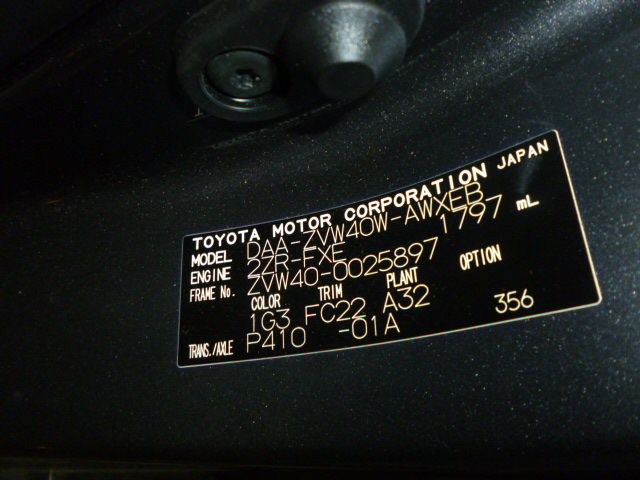 TOYOTA MOTOR CORPORATION JAPAN
MODEL DAA-ZVW40W-AWXEB
ENGINE 2ZR-FXE 1797 mL
FRAME No. ZVW40-0025897
COLOR TRIM PLANT OPTION
1G3 FC22 A32
TRANS./AXLE P410 -01A 356